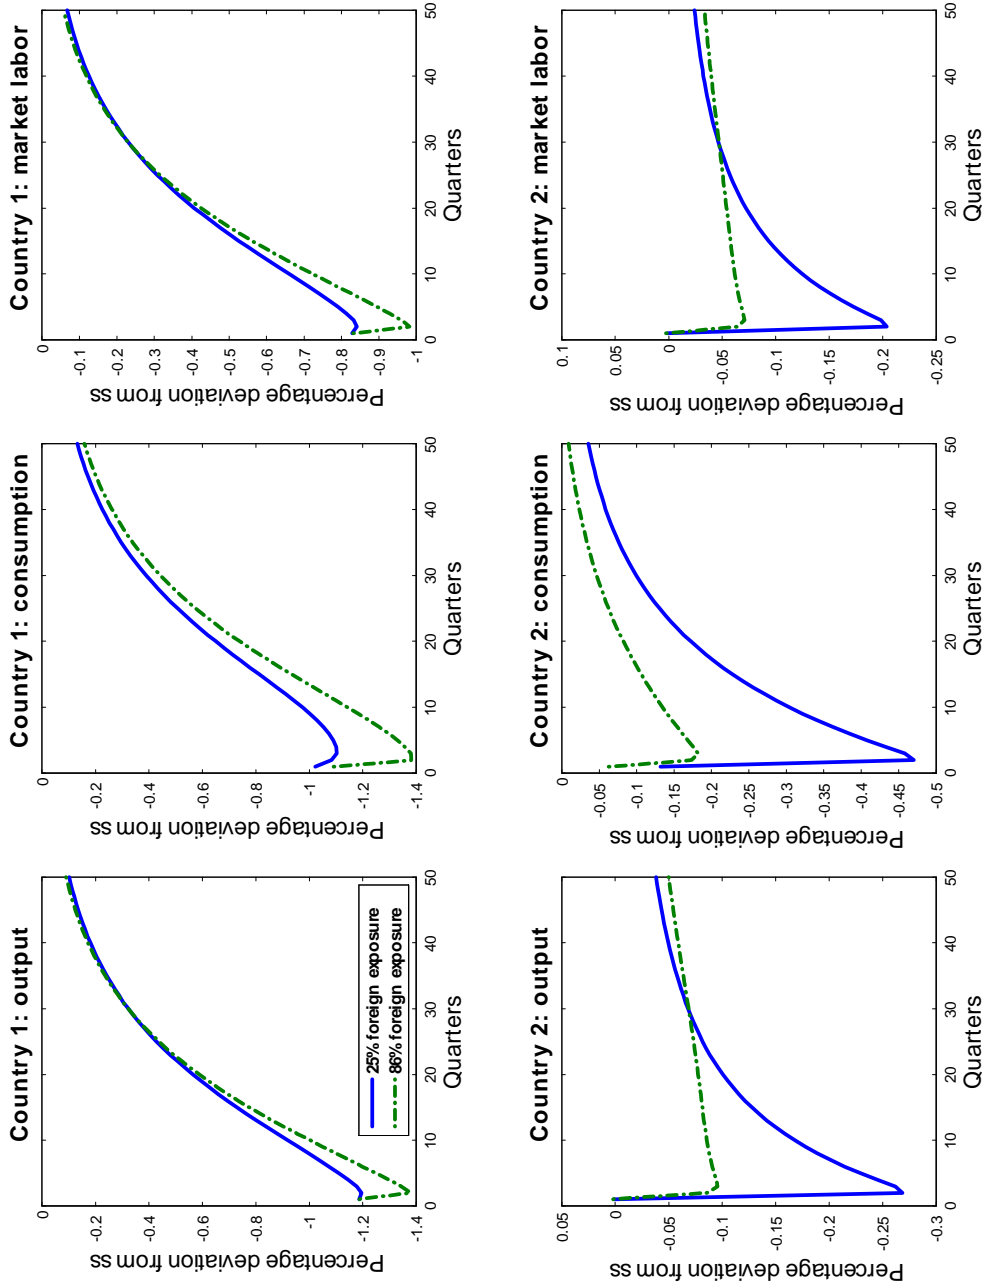 Country 1: output
Percentage deviation from ss
0
-0.2
-0.4
-0.6
-0.8
-1
-1.2
-1.4
25% foreign exposure
86% foreign exposure
0 10 20 30 40 50
Quarters
Country 1: consumption
Percentage deviation from ss
0
-0.2
-0.4
-0.6
-0.8
-1
-1.2
-1.4
0 10 20 30 40 50
Quarters
Country 1: market labor
Percentage deviation from ss
0
-0.1
-0.2
-0.3
-0.4
-0.5
-0.6
-0.7
-0.8
-0.9
-1
0 10 20 30 40 50
Quarters
Country 2: output
Percentage deviation from ss
0.05
0
-0.05
-0.1
-0.15
-0.2
-0.25
-0.3
0 10 20 30 40 50
Quarters
Country 2: consumption
Percentage deviation from ss
0
-0.05
-0.1
-0.15
-0.2
-0.25
-0.3
-0.35
-0.4
-0.45
-0.5
0 10 20 30 40 50
Quarters
Country 2: market labor
Percentage deviation from ss
0.1
0.05
0
-0.05
-0.1
-0.15
-0.2
-0.25
0 10 20 30 40 50
Quarters